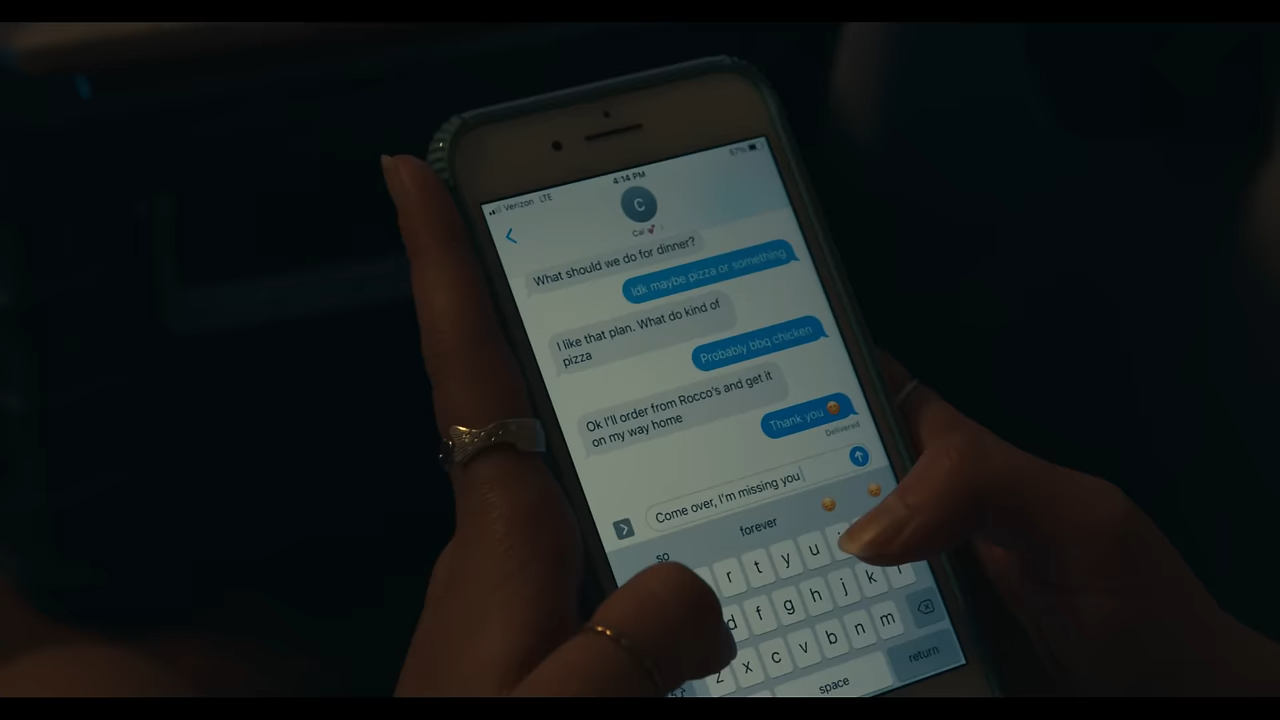 Verizon LTE
4:14 PM
57%
C
Cal 💕
What should we do for dinner?
Idk maybe pizza or something
I like that plan. What do kind of
pizza
Probably bbq chicken
Ok I'll order from Rocco's and get it
on my way home
Thank you
Delivered
Come over, I'm missing you
so forever
r t y u
d f g h j k l
z x c v b n m
space return